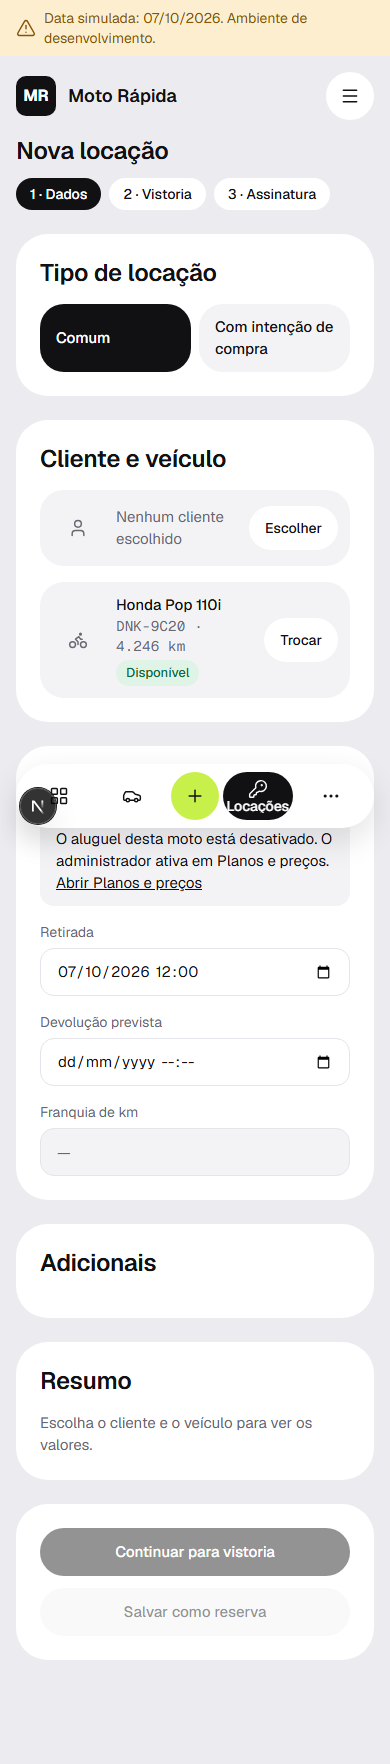 Data simulada: 07/10/2026. Ambiente de
desenvolvimento.
MR
Moto Rápida
Nova locação
1 · Dados
2 · Vistoria
3 · Assinatura
Tipo de locação
Comum
Com intenção de
compra
Cliente e veículo
Nenhum cliente
escolhido
Escolher
Honda Pop 110i
DNK-9C20 ·
4.246 km
Disponível
Trocar
N
Locações
O aluguel desta moto está desativado. O
administrador ativa em Planos e preços.
Abrir Planos e preços
Retirada
07/10/2026 12:00
Devolução prevista
dd/mm/yyyy --:--
Franquia de km
—
Adicionais
Resumo
Escolha o cliente e o veículo para ver os
valores.
Continuar para vistoria
Salvar como reserva